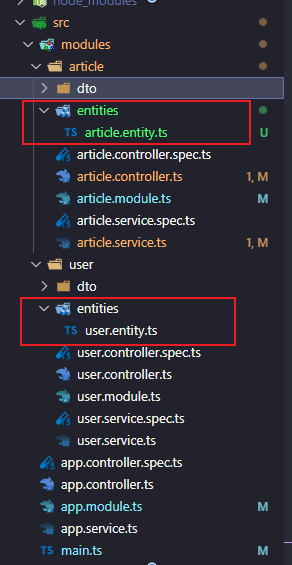 node_modules
src
modules
article
dto
entities
TS article.entity.ts U
article.controller.spec.ts
article.controller.ts 1, M
article.module.ts M
article.service.spec.ts
article.service.ts 1, M
user
dto
entities
TS user.entity.ts
user.controller.spec.ts
user.controller.ts
user.module.ts
user.service.spec.ts
user.service.ts
app.controller.spec.ts
app.controller.ts
app.module.ts M
app.service.ts
TS main.ts M